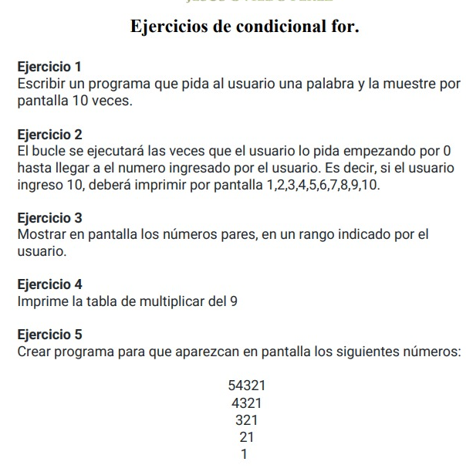 Ejercicios de condicional for.
Ejercicio 1
Escribir un programa que pida al usuario una palabra y la muestre por
pantalla 10 veces.
Ejercicio 2
El bucle se ejecutará las veces que el usuario lo pida empezando por 0
hasta llegar a el numero ingresado por el usuario. Es decir, si el usuario
ingreso 10, deberá imprimir por pantalla 1,2,3,4,5,6,7,8,9,10.
Ejercicio 3
Mostrar en pantalla los números pares, en un rango indicado por el
usuario.
Ejercicio 4
Imprime la tabla de multiplicar del 9
Ejercicio 5
Crear programa para que aparezcan en pantalla los siguientes números:
54321
4321
321
21
1